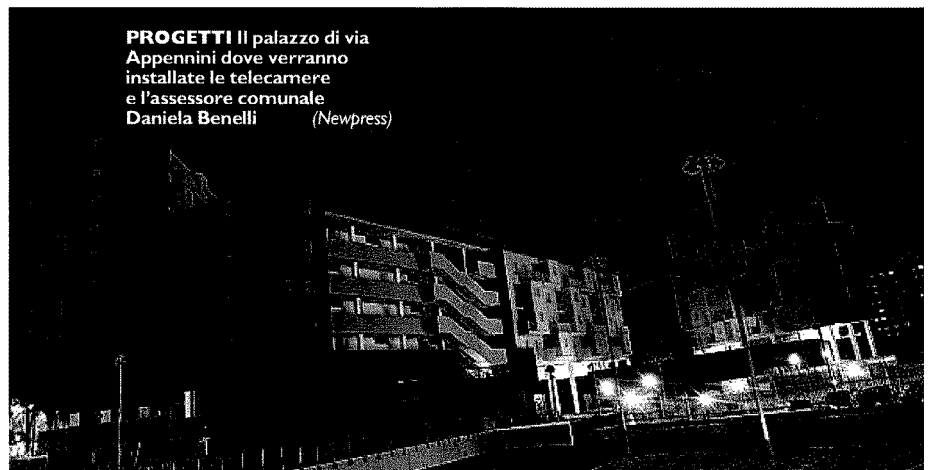 PROGETTI Il palazzo di via
Appennini dove verranno
installate le telecamere
e l'assessore comunale
Daniela Benelli (Newpress)